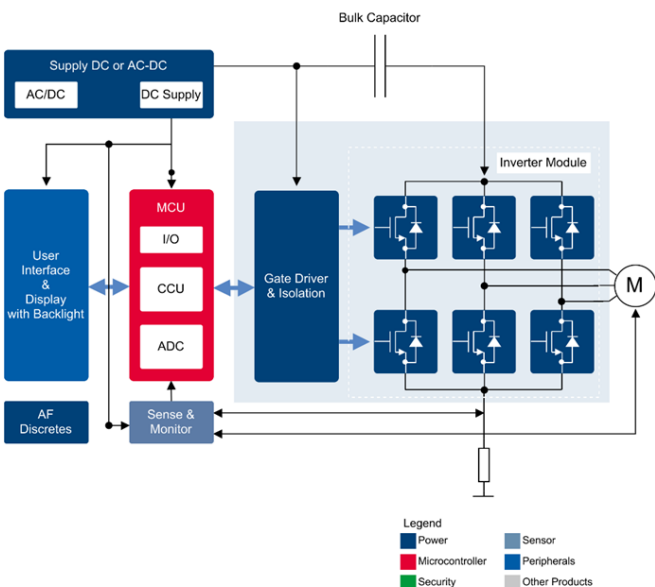 Bulk Capacitor
Supply DC or AC-DC
AC/DC
DC Supply
Inverter Module
MCU
I/O
CCU
ADC
User
Interface
&
Display
with Backlight
Gate Driver
& Isolation
M
AF
Discretes
Sense &
Monitor
Legend
Power
Sensor
Microcontroller
Peripherals
Security
Other Products